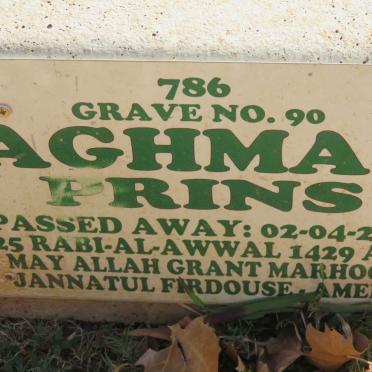 786
GRAVE NO. 90
AGHMA
PRINS
PASSED AWAY: 02-04-2
25 RABI-AL-AWWAL 1429 A
MAY ALLAH GRANT MARHOO
JANNATUL FIRDOUSE - AME